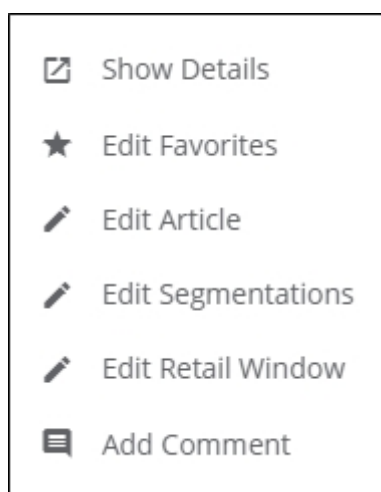 Show Details
Edit Favorites
Edit Article
Edit Segmentations
Edit Retail Window
Add Comment